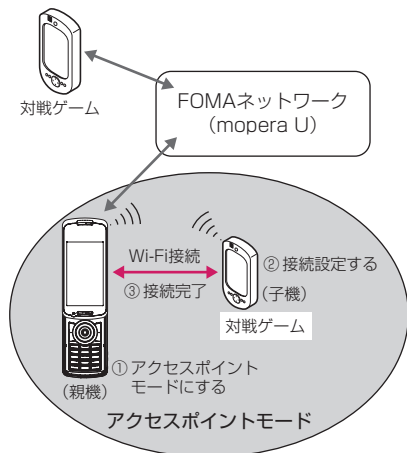 対戦ゲーム
FOMAネットワーク
(mopera U)
Wi-Fi接続
③接続完了
②接続設定する
(子機)
対戦ゲーム
①アクセスポイント
モードにする
(親機)
アクセスポイントモード